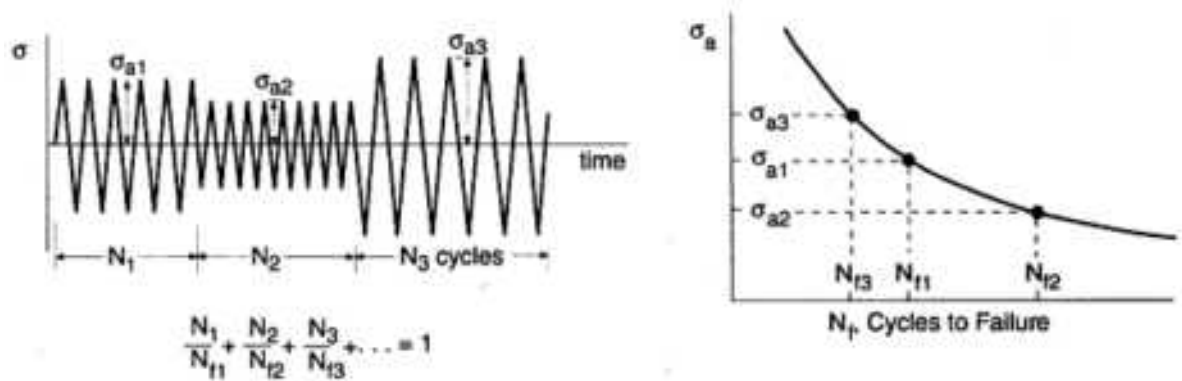 σ
σa1
σa2
σa3
time
N1
N2
N3 cycles
N1/Nf1 + N2/Nf2 + N3/Nf3 + . . . = 1
σa
σa3
σa1
σa2
Nf3
Nf1
Nf2
Nf, Cycles to Failure